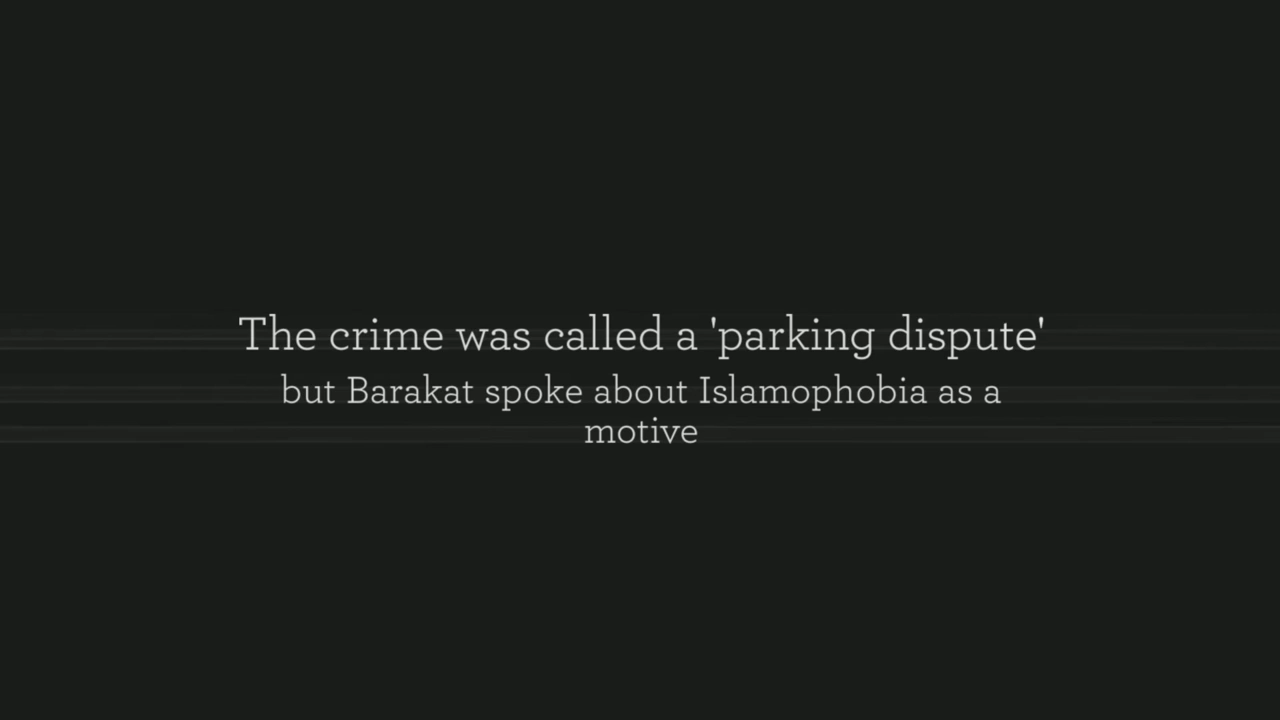 The crime was called a 'parking dispute'
but Barakat spoke about Islamophobia as a
motive